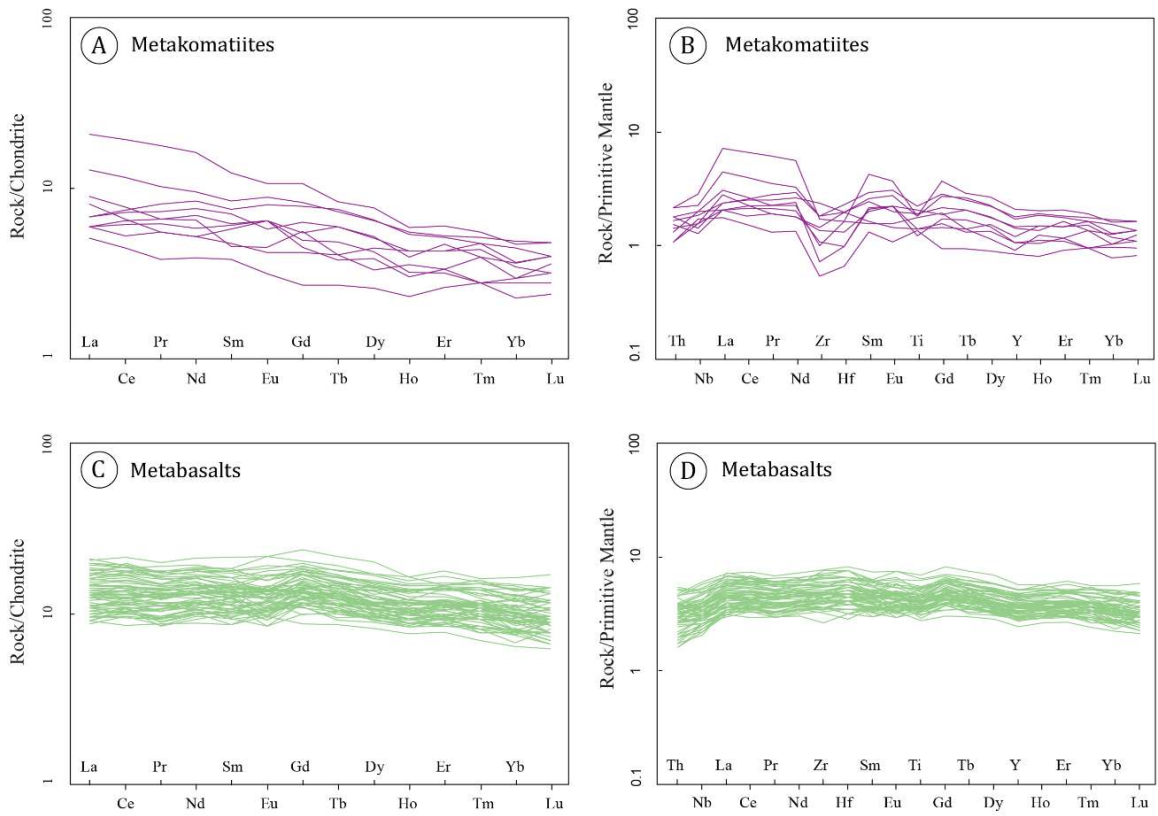 A Metakomatiites
Rock/Chondrite
100
10
1
La Pr Sm Gd Dy Er Yb
Ce Nd Eu Tb Ho Tm Lu
B Metakomatiites
Rock/Primitive Mantle
100
10
1
0.1
Th La Pr Zr Sm Ti Tb Y Er Yb
Nb Ce Nd Hf Eu Gd Dy Ho Tm Lu
C Metabasalts
Rock/Chondrite
100
10
1
La Pr Sm Gd Dy Er Yb
Ce Nd Eu Tb Ho Tm Lu
D Metabasalts
Rock/Primitive Mantle
100
10
1
0.1
Th La Pr Zr Sm Ti Tb Y Er Yb
Nb Ce Nd Hf Eu Gd Dy Ho Tm Lu